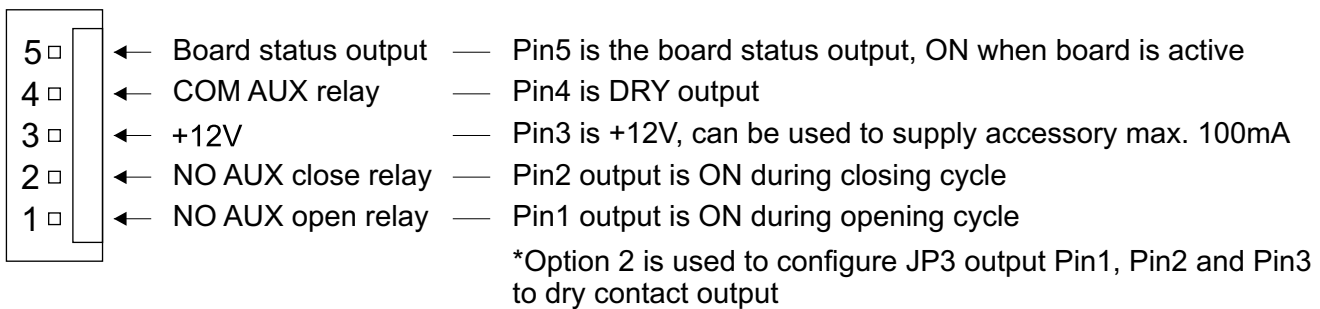 5 Board status output Pin5 is the board status output, ON when board is active
4 COM AUX relay Pin4 is DRY output
3 +12V Pin3 is +12V, can be used to supply accessory max. 100mA
2 NO AUX close relay Pin2 output is ON during closing cycle
1 NO AUX open relay Pin1 output is ON during opening cycle
*Option 2 is used to configure JP3 output Pin1, Pin2 and Pin3
to dry contact output